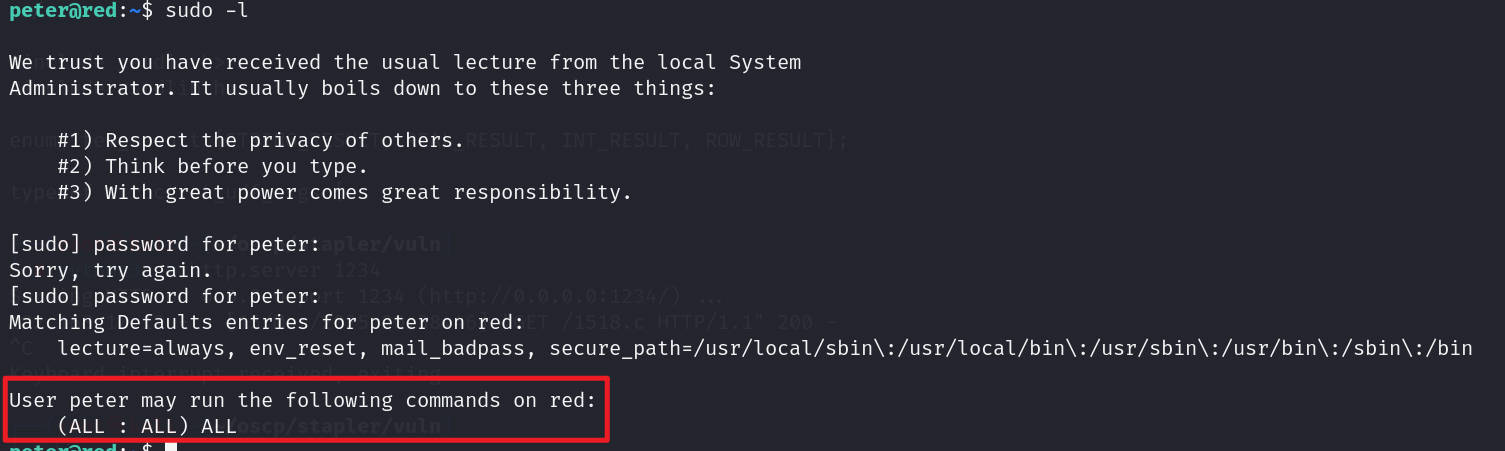 peter@red:~$ sudo -l
We trust you have received the usual lecture from the local System
Administrator. It usually boils down to these three things:
#1) Respect the privacy of others.
RESULT, INT_RESULT, ROW_RESULT};
#2) Think before you type.
#3) With great power comes great responsibility.
[sudo] password for peter:
Sorry, try again.
[sudo] password for peter:
Matching Defaults entries for peter on red:
lecture=always, env_reset, mail_badpass, secure_path=/usr/local/sbin\:/usr/local/bin\:/usr/sbin\:/usr/bin\:/sbin\:/bin
User peter may run the following commands on red:
(ALL : ALL) ALL
peter@red:~$